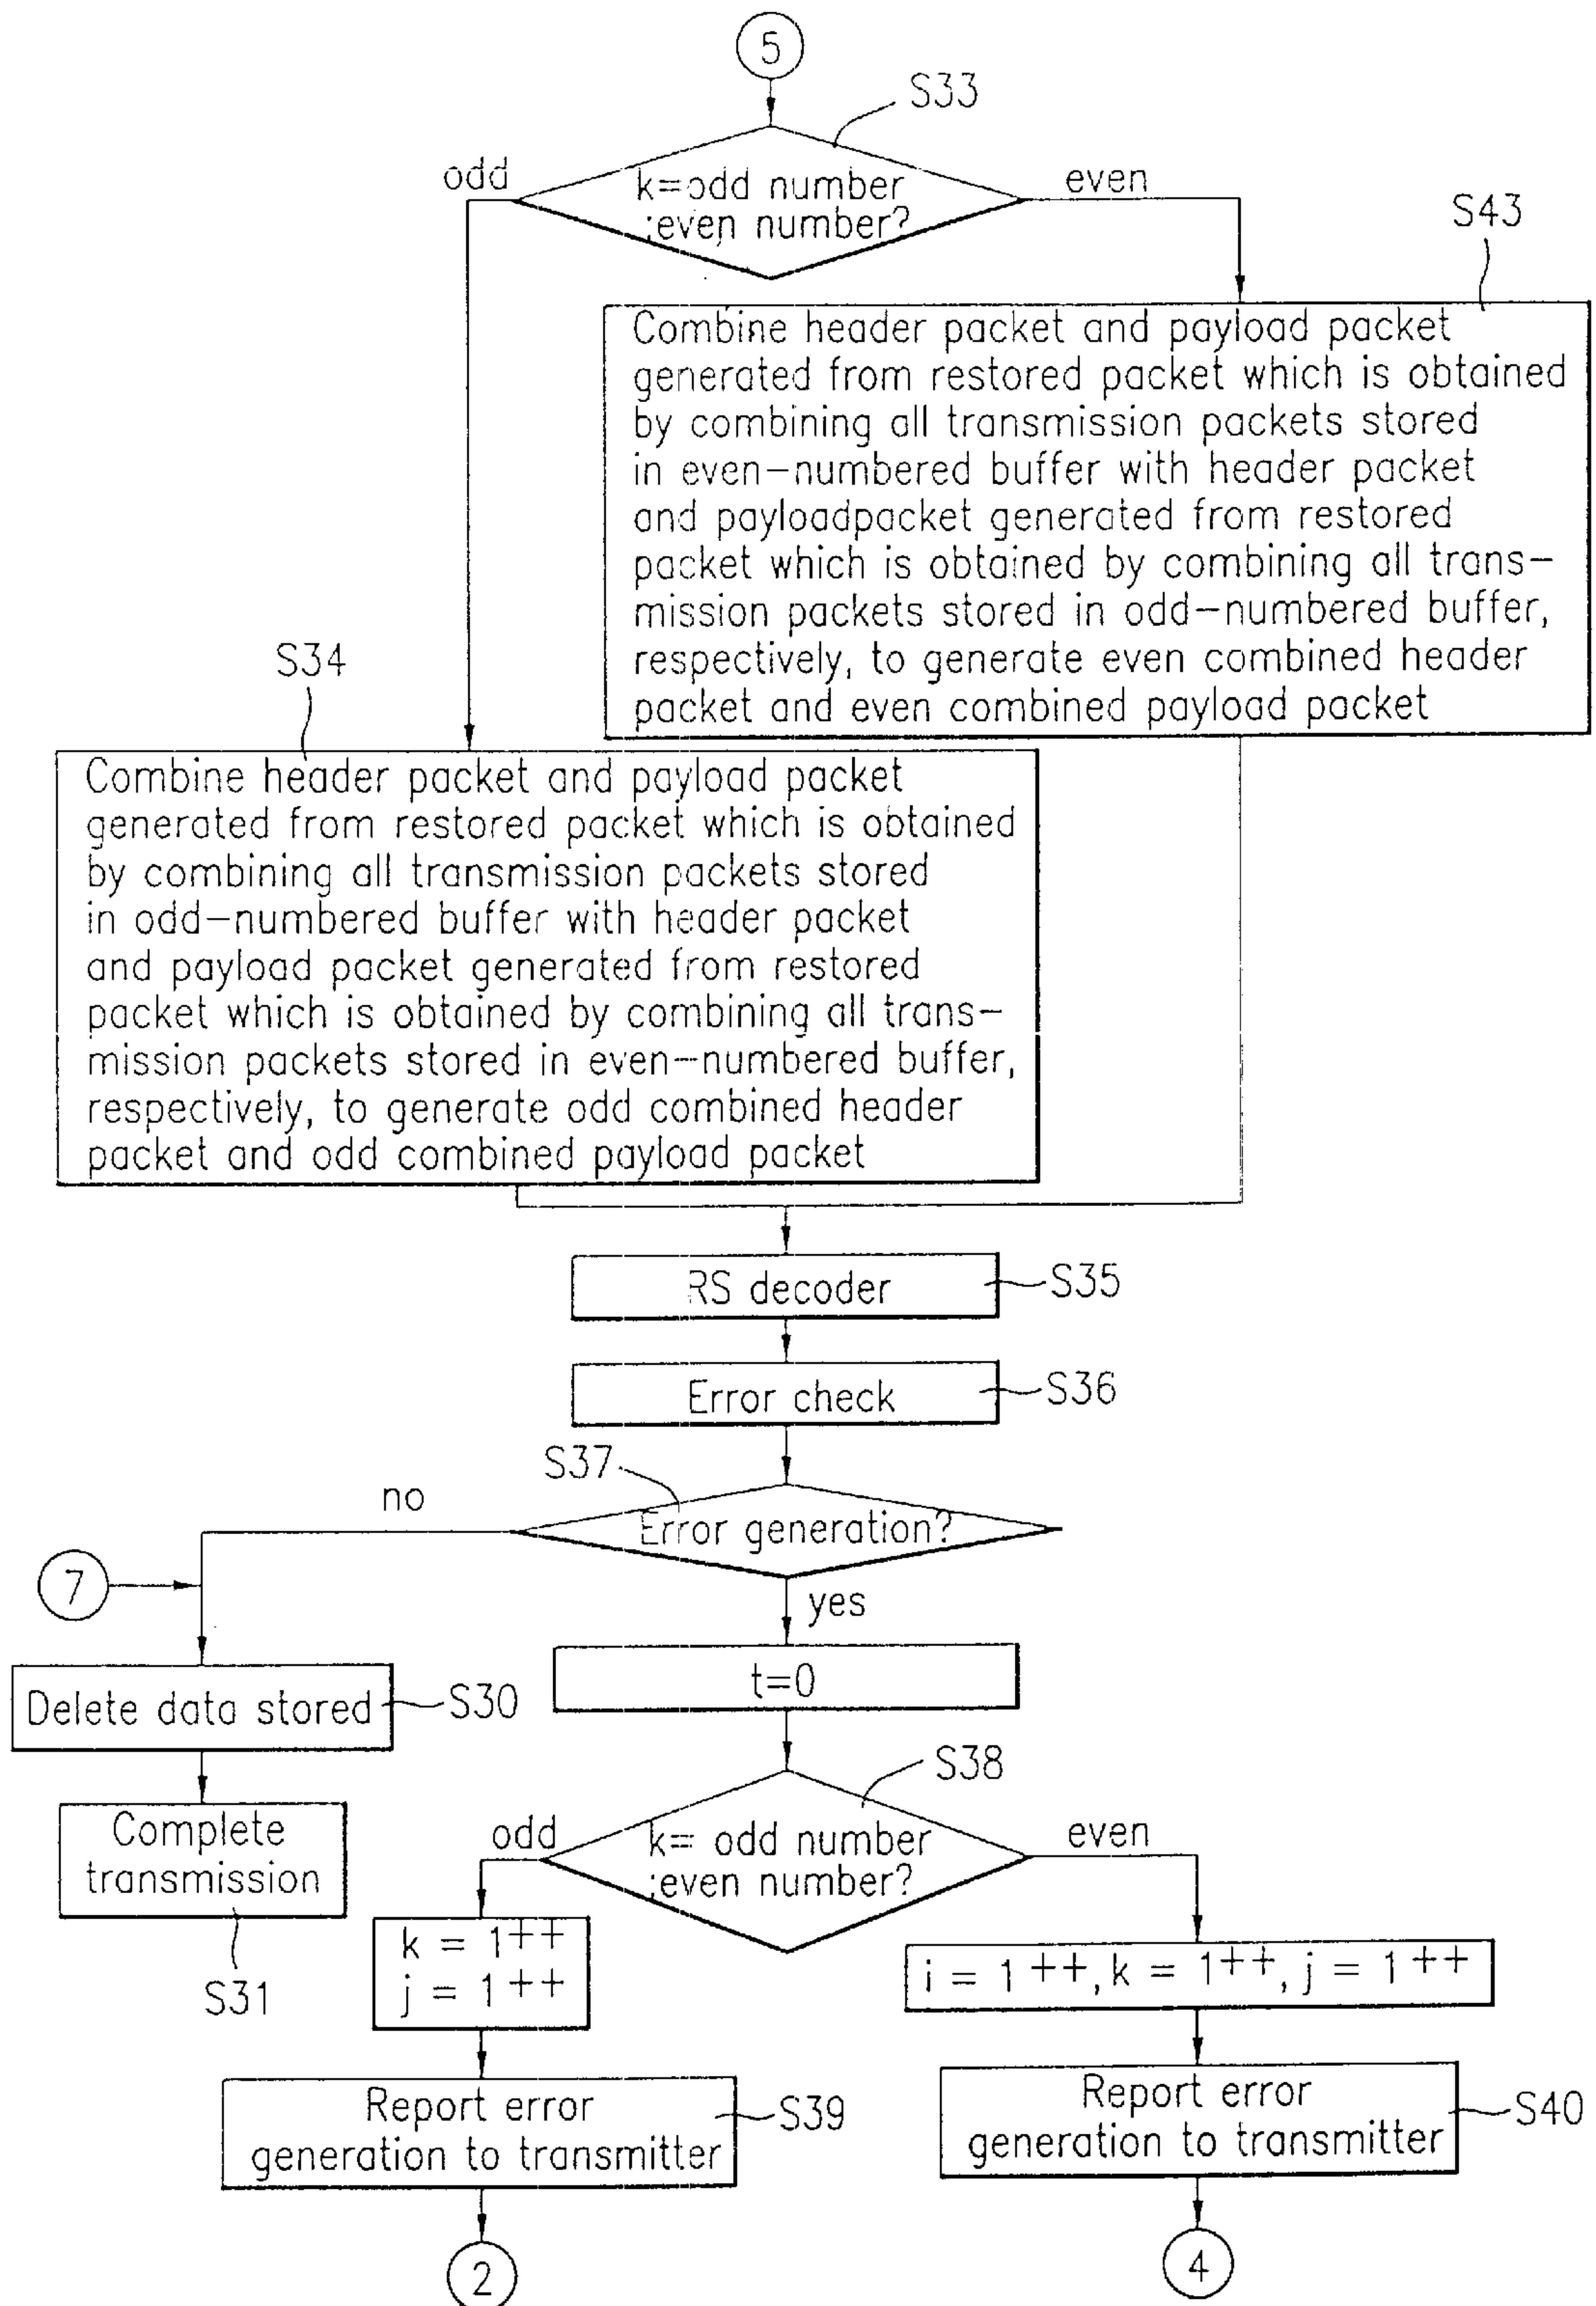 5
S33
odd
k=odd number
;even number?
even
S43
Combine header packet and payload packet
generated from restored packet which is obtained
by combining all transmission packets stored
in even-numbered buffer with header packet
and payloadpacket generated from restored
packet which is obtained by combining all trans-
mission packets stored in odd-numbered buffer,
respectively, to generate even combined header
packet and even combined payload packet
S34
Combine header packet and payload packet
generated from restored packet which is obtained
by combining all transmission packets stored
in odd-numbered buffer with header packet
and payload packet generated from restored
packet which is obtained by combining all trans-
mission packets stored in even-numbered buffer,
respectively, to generate odd combined header
packet and odd combined payload packet
RS decoder
S35
Error check
S36
S37
no
Error generation?
7
yes
Delete data stored
S30
t=0
S38
Complete
transmission
S31
odd
k= odd number
;even number?
even
k = 1++
j = 1++
i = 1++, k = 1++, j = 1++
Report error
generation to transmitter
S39
Report error
generation to transmitter
S40
2
4